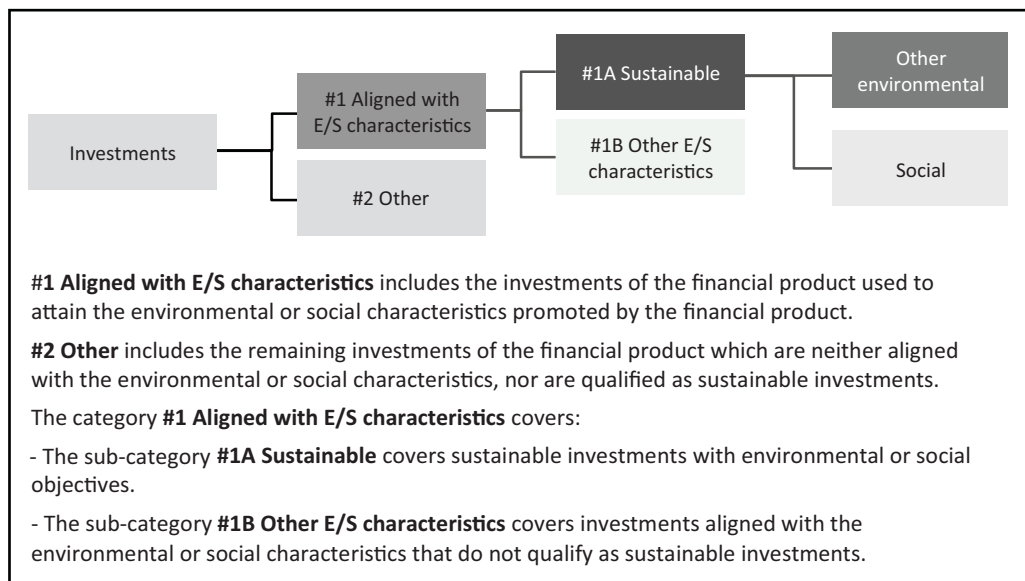 Investments
#1 Aligned with
E/S characteristics
#2 Other
#1A Sustainable
#1B Other E/S
characteristics
Other
environmental
Social
#1 Aligned with E/S characteristics includes the investments of the financial product used to
attain the environmental or social characteristics promoted by the financial product.
#2 Other includes the remaining investments of the financial product which are neither aligned
with the environmental or social characteristics, nor are qualified as sustainable investments.
The category #1 Aligned with E/S characteristics covers:
- The sub-category #1A Sustainable covers sustainable investments with environmental or social
objectives.
- The sub-category #1B Other E/S characteristics covers investments aligned with the
environmental or social characteristics that do not qualify as sustainable investments.